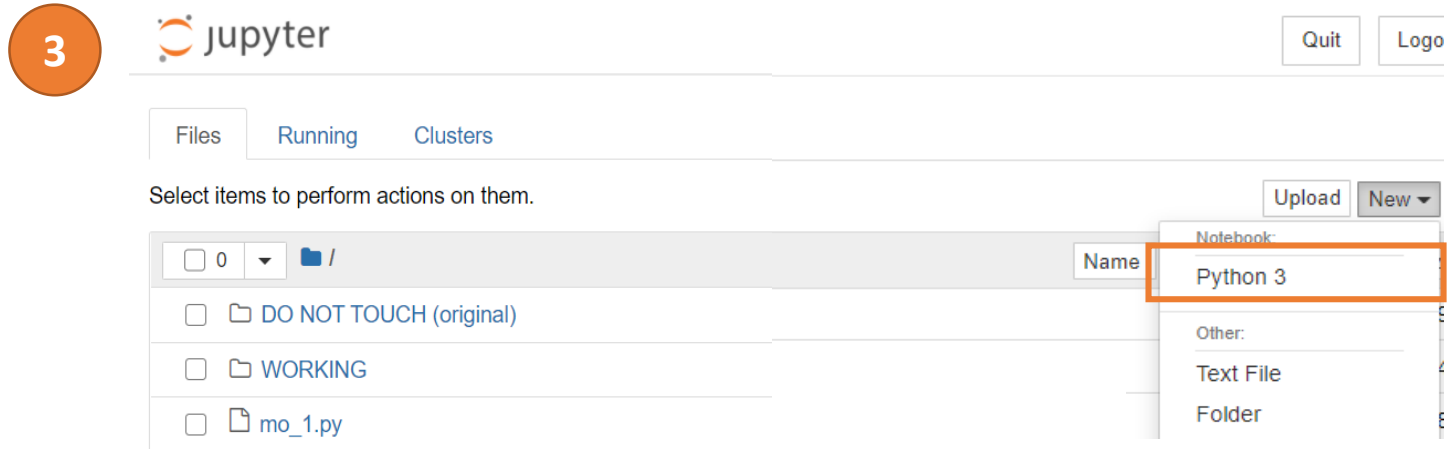 3
jupyter
Quit
Logo
Files Running Clusters
Select items to perform actions on them.
Upload New
0 /
Name
Notebook:
Python 3
DO NOT TOUCH (original)
Other:
WORKING
Text File
Folder
mo_1.py